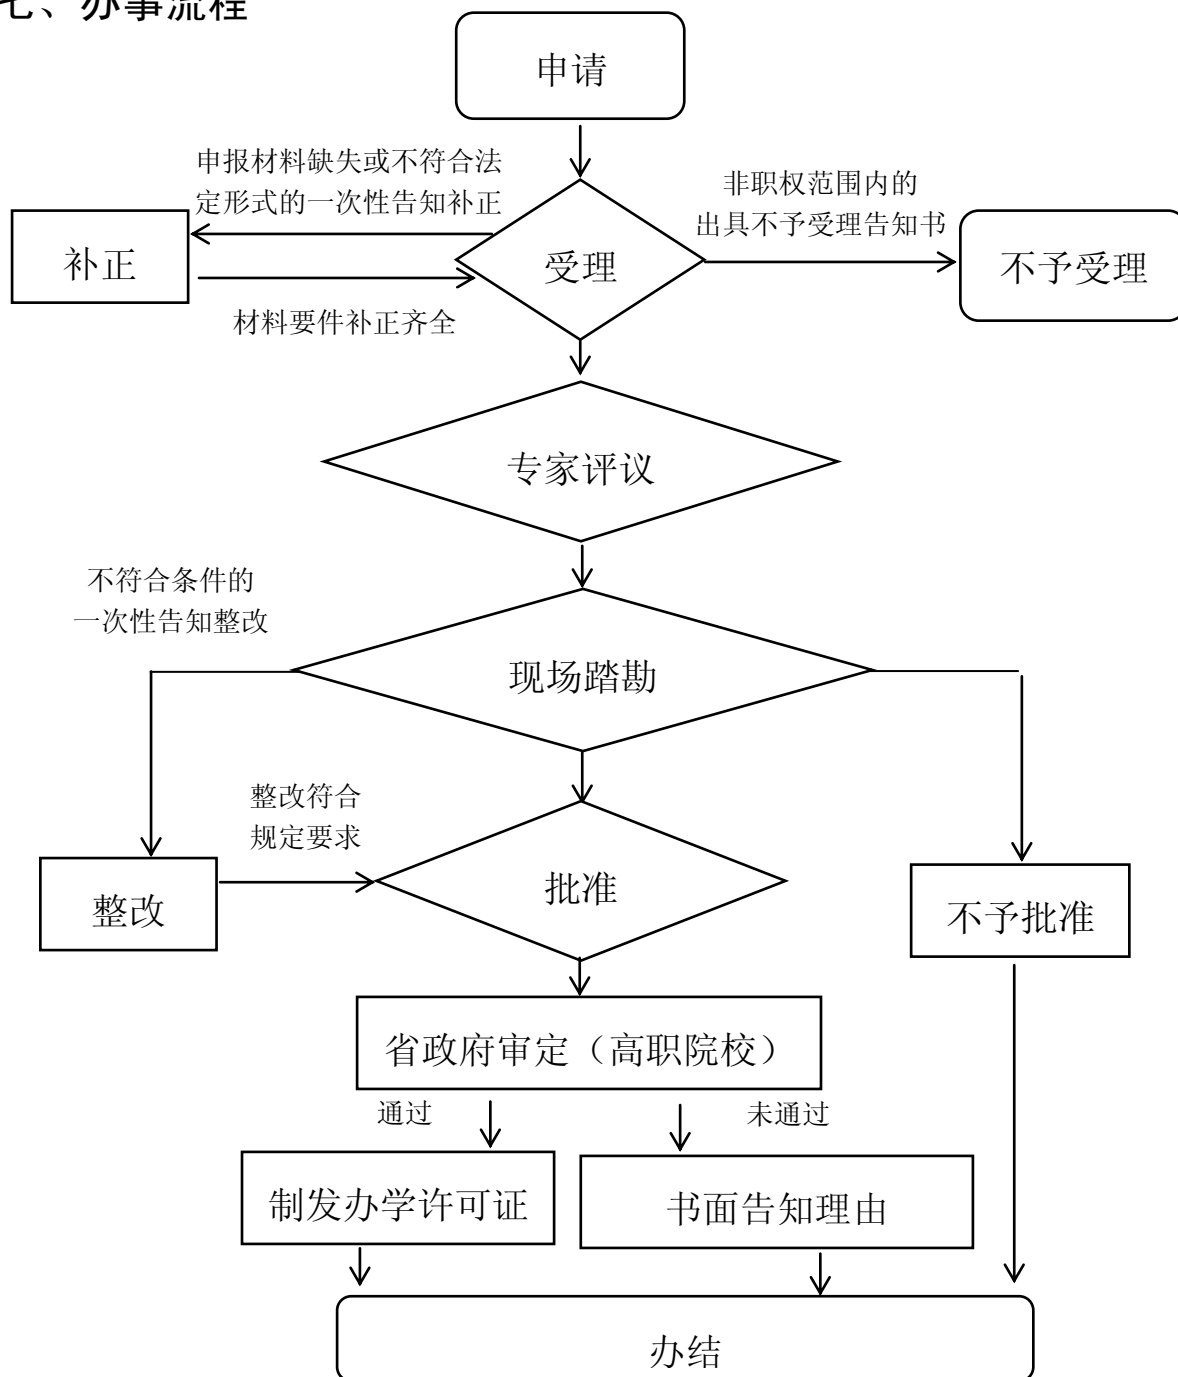 七、办事流程
申请
申报材料缺失或不符合法
定形式的一次性告知补正
非职权范围内的
出具不予受理告知书
补正
受理
不予受理
材料要件补正齐全
专家评议
不符合条件的
一次性告知整改
现场踏勘
整改符合
规定要求
整改
批准
不予批准
省政府审定（高职院校）
通过
未通过
制发办学许可证
书面告知理由
办结